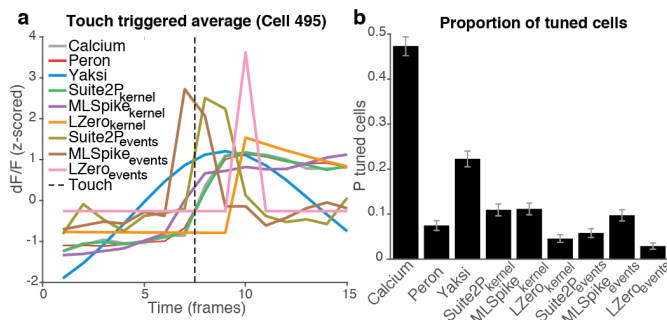 a
Touch triggered average (Cell 495)
4
3
2
1
0
-1
-2
dF/F (z-scored)
Calcium
Peron
Yaksi
Suite2Pkernel
MLSpikekernel
LZerokernel
Suite2Pevents
MLSpikeevents
LZeroevents
Touch
0
5
10
15
Time (frames)
b
Proportion of tuned cells
0.5
0.4
0.2
0.1
0
P tuned cells
Calcium
Peron
Yaksi
Suite2Pkernel
MLSpikekernel
LZerokernel
Suite2Pevents
MLSpikeevents
LZeroevents